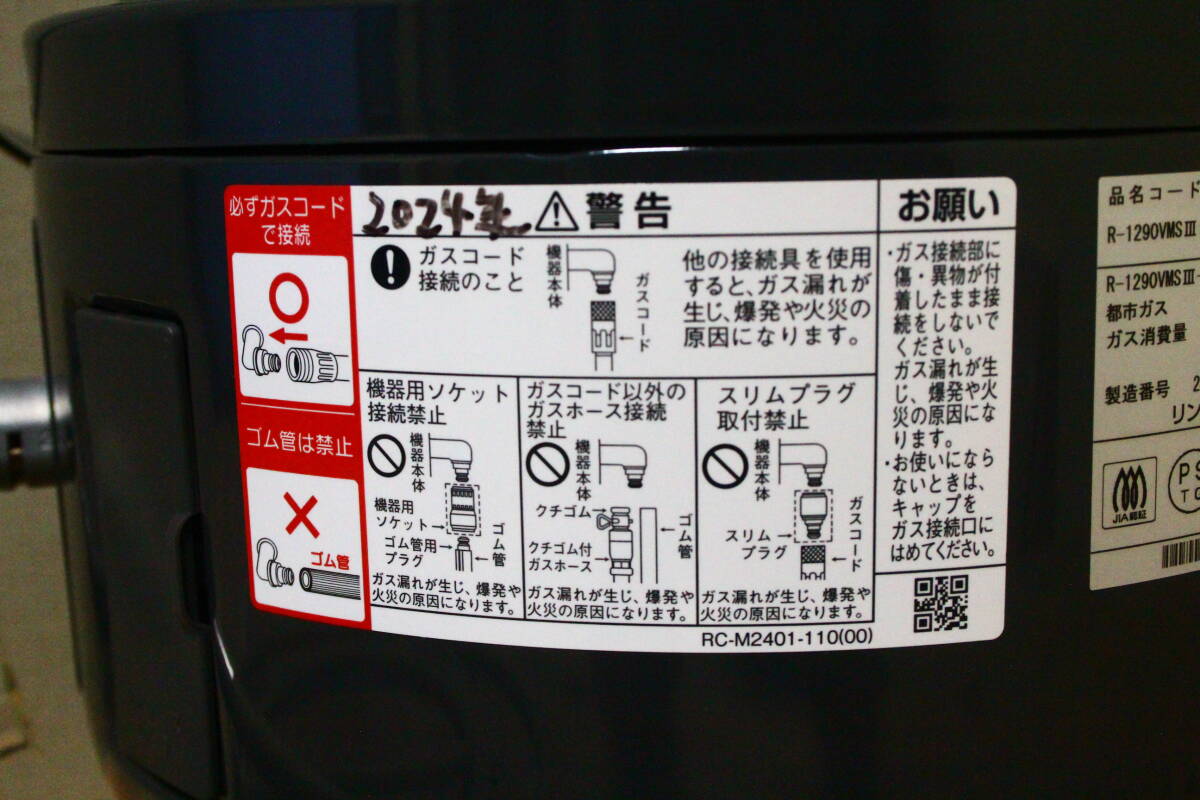 必ずガスコード
で接続
ゴム管は禁止
ゴム管
2024年
警告
ガスコード
接続のこと
機器本体
ガスコード
他の接続具を使用
すると、ガス漏れが
生じ、爆発や火災の
原因になります。
機器用ソケット
接続禁止
機器本体
機器用
ソケット
ゴム管用
プラグ
ゴム管
ガス漏れが生じ、爆発や
火災の原因になります。
ガスコード以外の
ガスホース接続
禁止
機器本体
クチゴム
クチゴム付
ガスホース
ゴム管
ガス漏れが生じ、爆発や
火災の原因になります。
スリムプラグ
取付禁止
機器本体
スリム
プラグ
ガスコード
ガス漏れが生じ、爆発や
火災の原因になります。
RC-M2401-110(00)
お願い
・ガス接続部に
傷・異物が付
着したまま接
続をしないで
ください。
ガス漏れが生
じ、爆発や火
災の原因にな
ります。
・お使いになら
ないときは、
キャップを
ガス接続口に
はめてください。
品名コード
R-1290VMSⅢ
R-1290VMSⅢ-
都市ガス
ガス消費量
製造番号 2
リン
JIA認証
PS